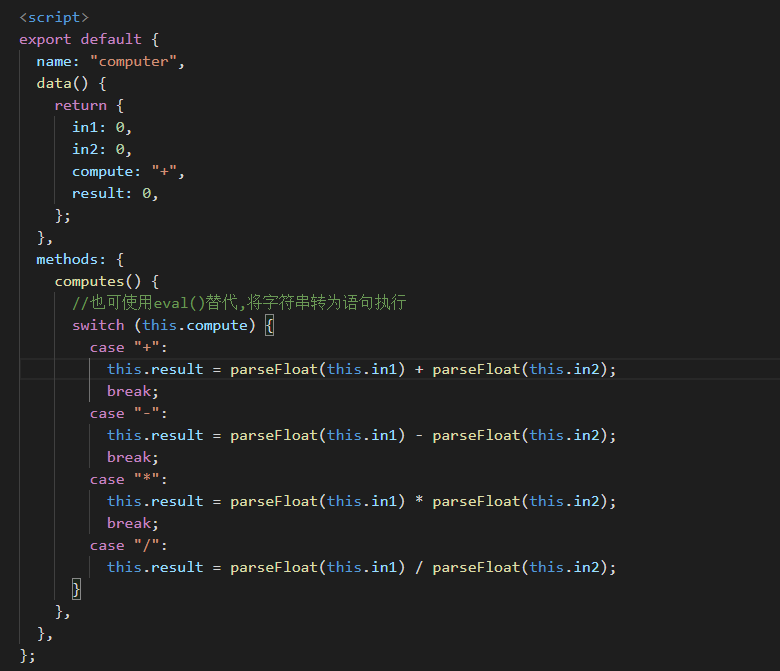 <script>
export default {
  name: "computer",
  data() {
    return {
      in1: 0,
      in2: 0,
      compute: "+",
      result: 0,
    };
  },
  methods: {
    computes() {
      //也可使用eval()替代,将字符串转为语句执行
      switch (this.compute) {
        case "+":
          this.result = parseFloat(this.in1) + parseFloat(this.in2);
          break;
        case "-":
          this.result = parseFloat(this.in1) - parseFloat(this.in2);
          break;
        case "*":
          this.result = parseFloat(this.in1) * parseFloat(this.in2);
          break;
        case "/":
          this.result = parseFloat(this.in1) / parseFloat(this.in2);
      }
    },
  },
};